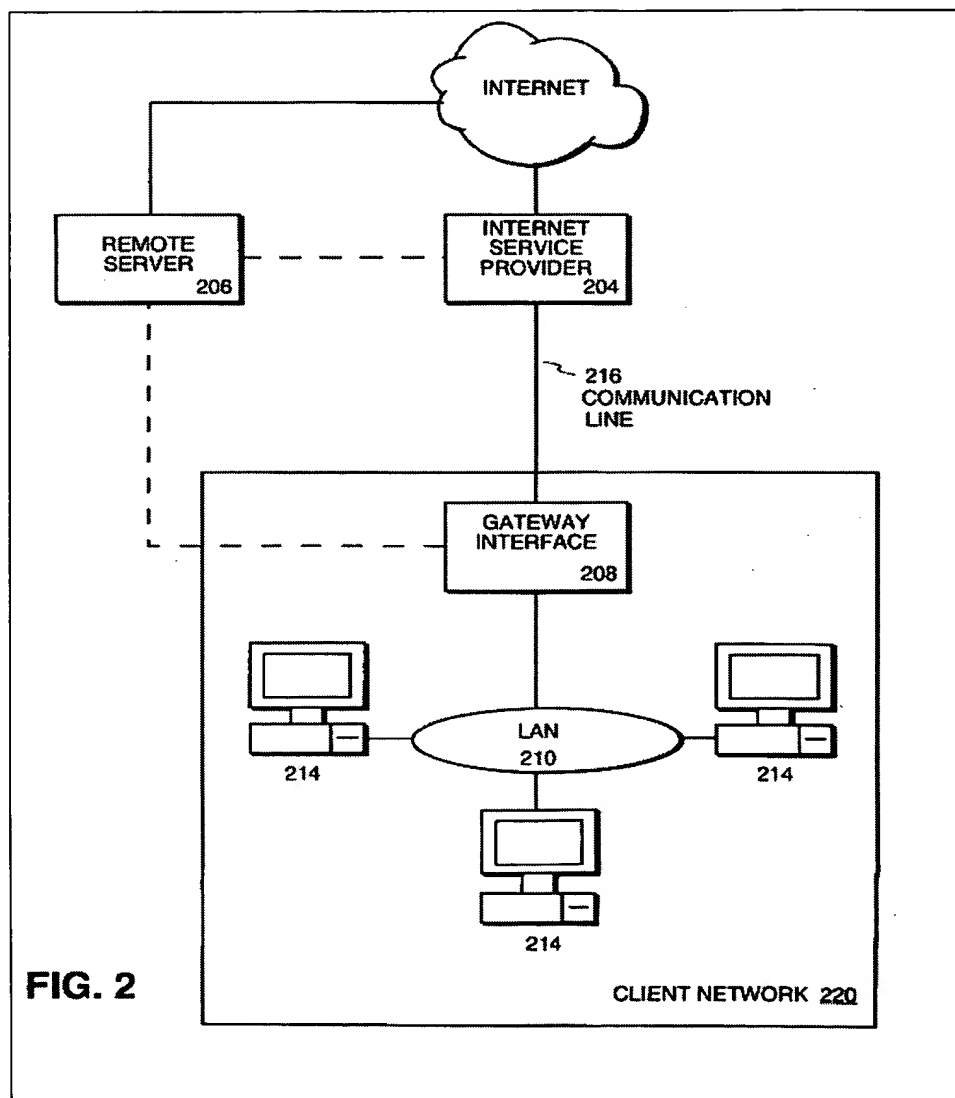 INTERNET
REMOTE
SERVER
206
INTERNET
SERVICE
PROVIDER
204
216
COMMUNICATION
LINE
GATEWAY
INTERFACE
208
LAN
210
214
214
214
FIG. 2
CLIENT NETWORK 220